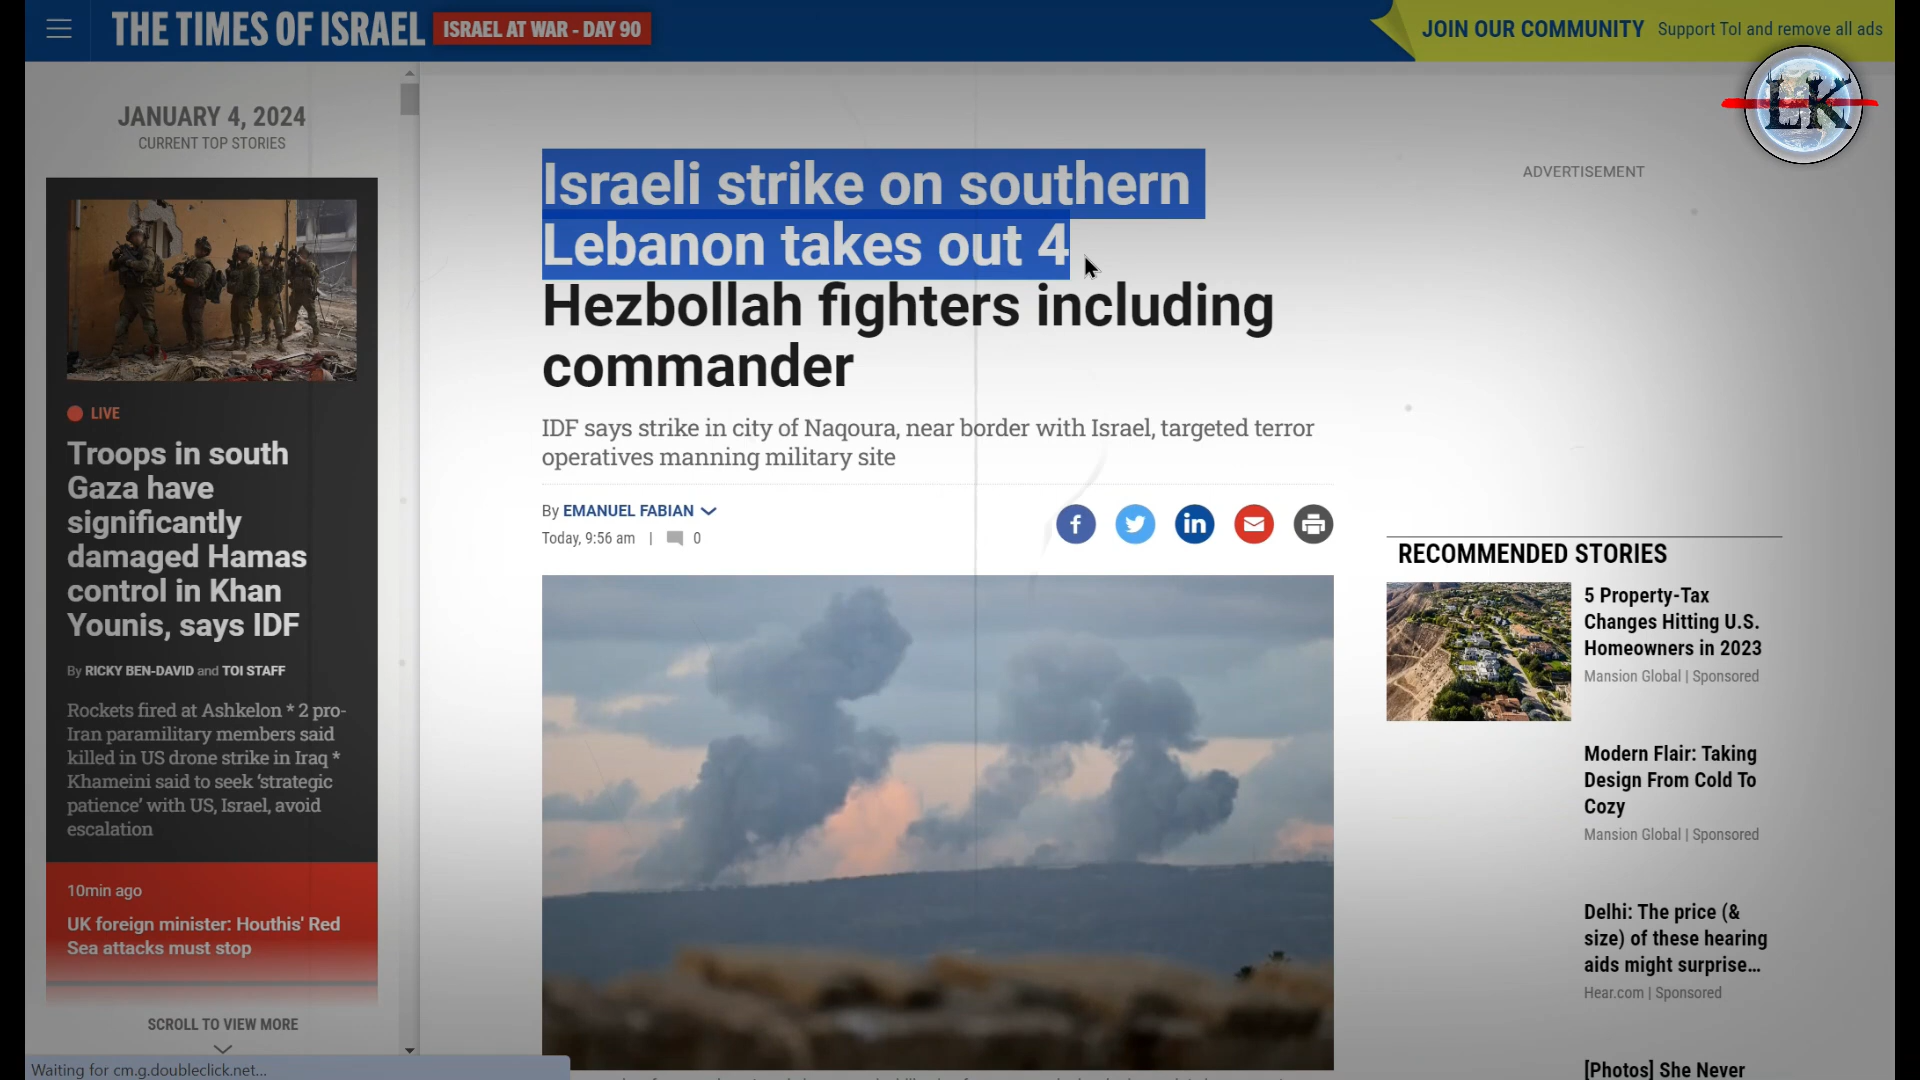 THE TIMES OF ISRAEL
ISRAEL AT WAR - DAY 90
JOIN OUR COMMUNITY
Support ToI and remove all ads
LK
JANUARY 4, 2024
CURRENT TOP STORIES
LIVE
Troops in south
Gaza have
significantly
damaged Hamas
control in Khan
Younis, says IDF
By RICKY BEN-DAVID and TOI STAFF
Rockets fired at Ashkelon * 2 pro-
Iran paramilitary members said
killed in US drone strike in Iraq *
Khameini said to seek ‘strategic
patience’ with US, Israel, avoid
escalation
10min ago
UK foreign minister: Houthis' Red
Sea attacks must stop
SCROLL TO VIEW MORE
Waiting for cm.g.doubleclick.net...
Israeli strike on southern
Lebanon takes out 4
Hezbollah fighters including
commander
IDF says strike in city of Naqoura, near border with Israel, targeted terror
operatives manning military site
By EMANUEL FABIAN
Today, 9:56 am | 0
ADVERTISEMENT
RECOMMENDED STORIES
5 Property-Tax
Changes Hitting U.S.
Homeowners in 2023
Mansion Global | Sponsored
Modern Flair: Taking
Design From Cold To
Cozy
Mansion Global | Sponsored
Delhi: The price (&
size) of these hearing
aids might surprise...
Hear.com | Sponsored
[Photos] She Never